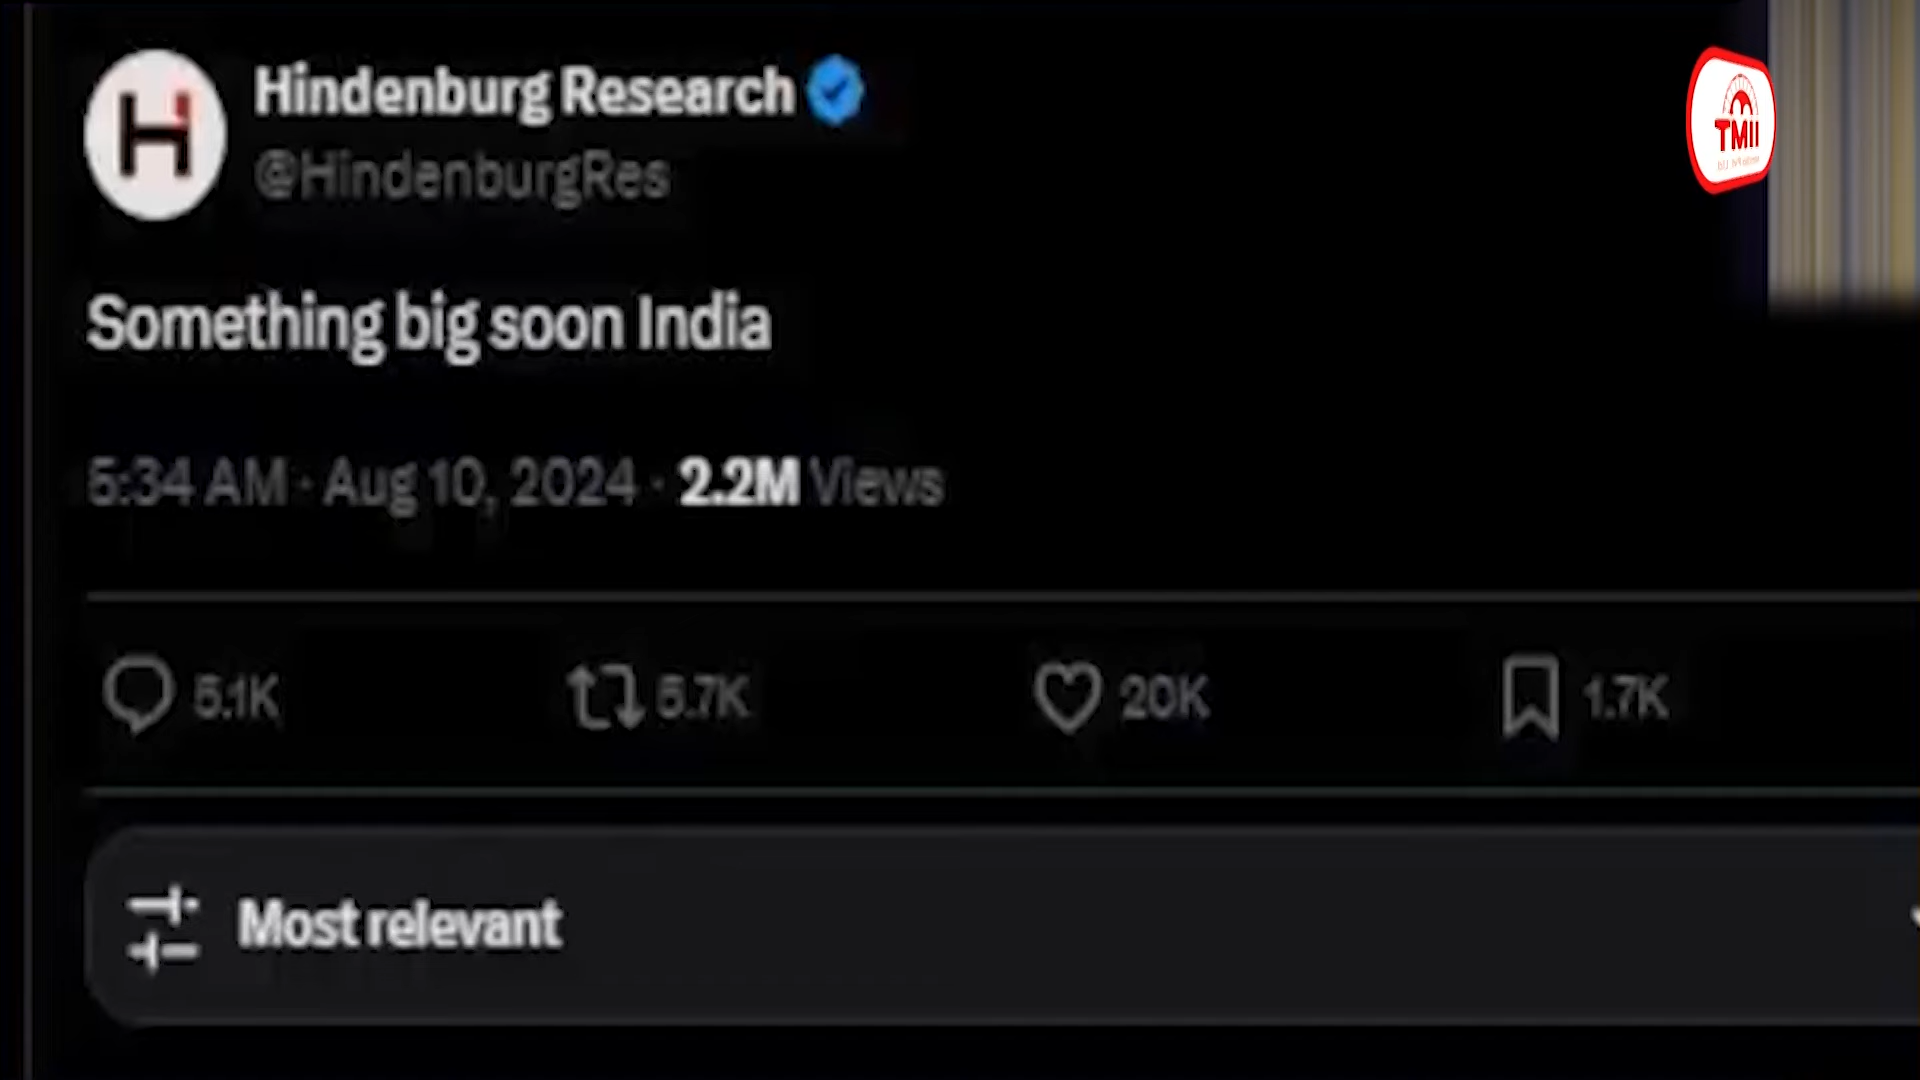 Hindenburg Research
@HindenburgRes
TMII
Something big soon India
5:34 AM · Aug 10, 2024 · 2.2M Views
5.1K 5.7K 20K 1.7K
Most relevant